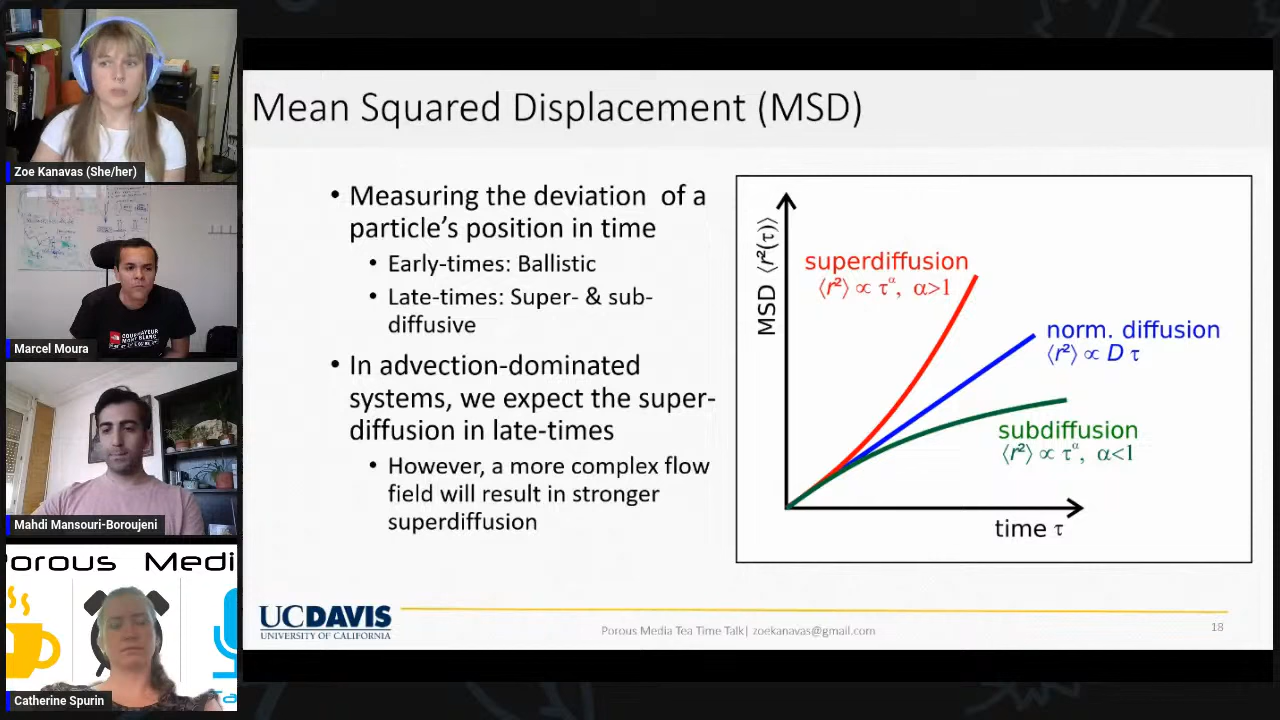 Zoe Kanavas (She/her)
Marcel Moura
Mahdi Mansouri-Boroujeni
Porous Medi
Catherine Spurin
Mean Squared Displacement (MSD)
• Measuring the deviation of a
particle's position in time
• Early-times: Ballistic
• Late-times: Super- & sub-
diffusive
• In advection-dominated
systems, we expect the super-
diffusion in late-times
• However, a more complex flow
field will result in stronger
superdiffusion
MSD ⟨r²(τ)⟩
superdiffusion
⟨r²⟩ ∝ τᵅ, α>1
norm. diffusion
⟨r²⟩ ∝ D τ
subdiffusion
⟨r²⟩ ∝ τᵅ, α<1
time τ
UCDAVIS
UNIVERSITY OF CALIFORNIA
Porous Media Tea Time Talk| zoekanavas@gmail.com
18